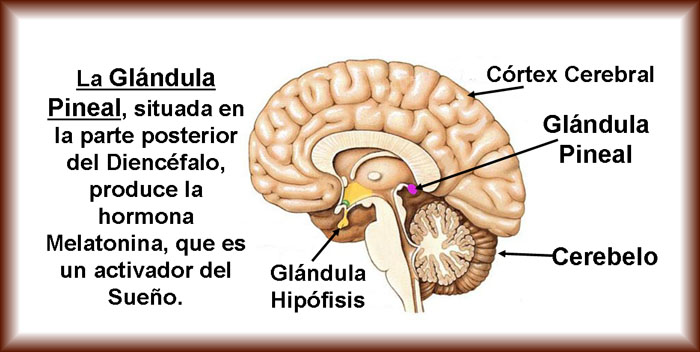 La Glándula
Pineal, situada en
la parte posterior
del Diencéfalo,
produce la
hormona
Melatonina, que es
un activador del
Sueño.
Córtex Cerebral
Glándula
Pineal
Cerebelo
Glándula
Hipófisis